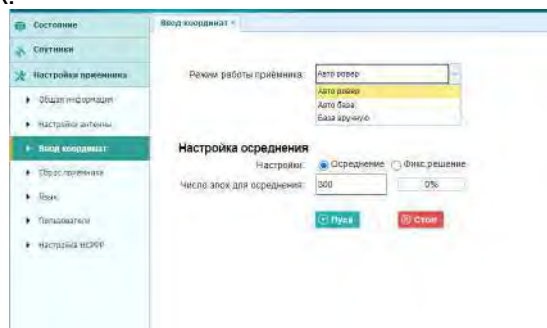 Состояние
Спутники
Настройки приемника
Общая информация
Настройки антенны
Ввод координат
Сброс приемника
Язык
Пользователи
Настройка
Ввод координат ×
Режим работы приёмника: Авто ровер
Авто ровер
Авто база
База вручную
Настройка осреднения
Настройки: Осреднение Фикс.решение
Число эпох для осреднения: 300 0%
Пуск Стоп